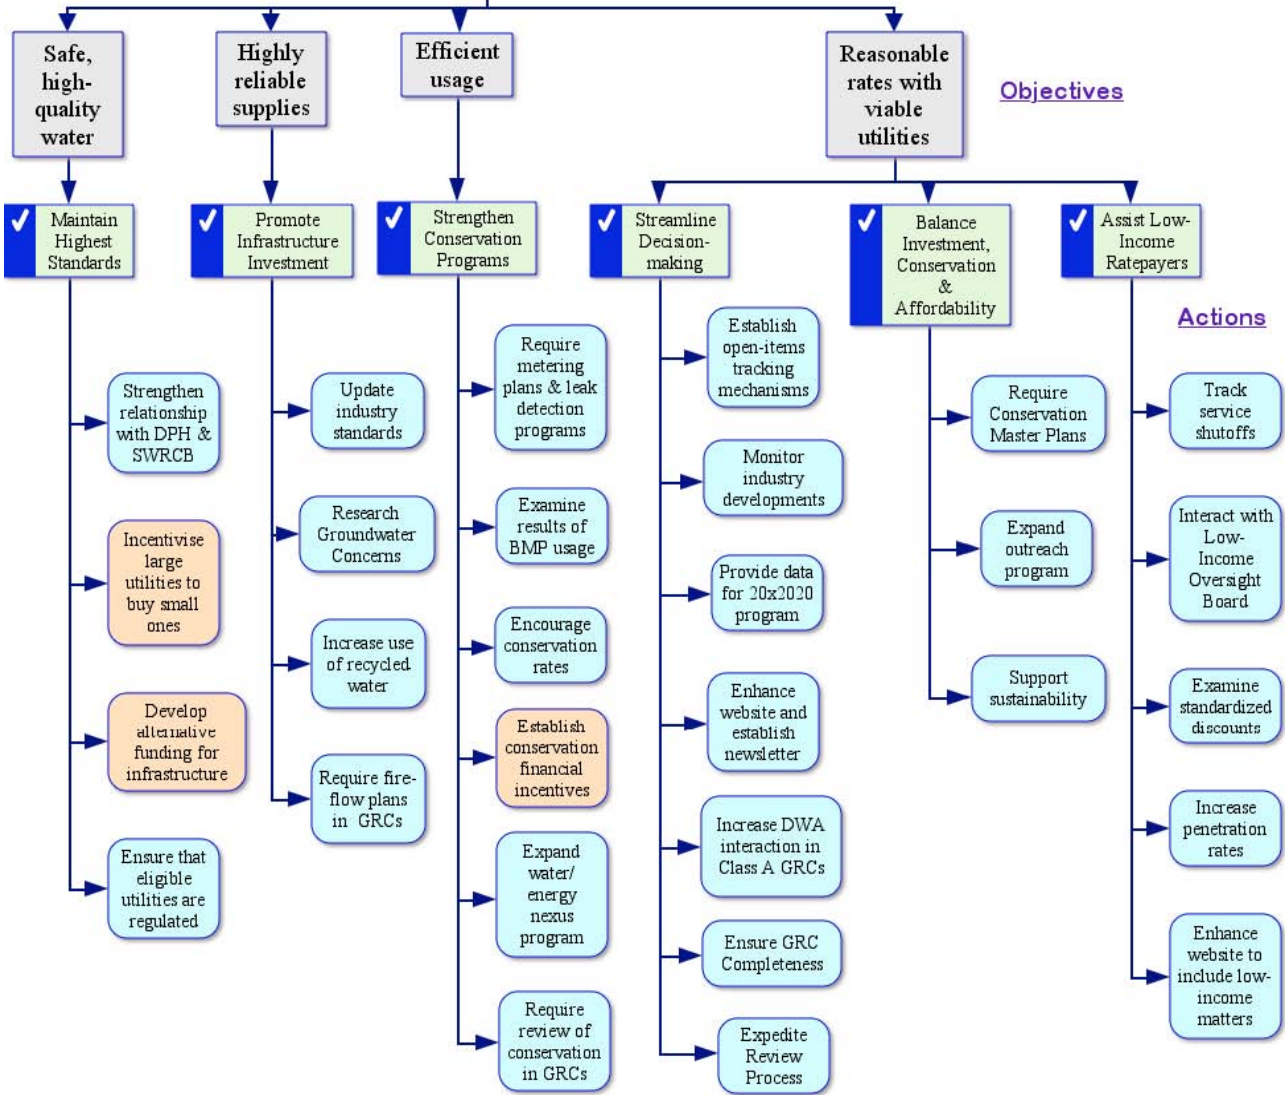 Safe,
high-
quality
water
Highly
reliable
supplies
Efficient
usage
Reasonable
rates with
viable
utilities
Objectives
Maintain
Highest
Standards
Promote
Infrastructure
Investment
Strengthen
Conservation
Programs
Streamline
Decision-
making
Balance
Investment,
Conservation
&
Affordability
Assist Low-
Income
Ratepayers
Actions
Strengthen
relationship
with DPH &
SWRCB
Incentivise
large
utilities to
buy small
ones
Develop
alternative
funding for
infrastructure
Ensure that
eligible
utilities are
regulated
Update
industry
standards
Research
Groundwater
Concerns
Increase use
of recycled
water
Require fire-
flow plans
in GRCs
Require
metering
plans & leak
detection
programs
Examine
results of
BMP usage
Encourage
conservation
rates
Establish
conservation
financial
incentives
Expand
water/
energy
nexus
program
Require
review of
conservation
in GRCs
Establish
open-items
tracking
mechanisms
Monitor
industry
developments
Provide data
for 20x2020
program
Enhance
website and
establish
newsletter
Increase DWA
interaction in
Class A GRCs
Ensure GRC
Completeness
Expedite
Review
Process
Require
Conservation
Master Plans
Expand
outreach
program
Support
sustainability
Track
service
shutoffs
Interact with
Low-
Income
Oversight
Board
Examine
standardized
discounts
Increase
penetration
rates
Enhance
website to
include low-
income
matters